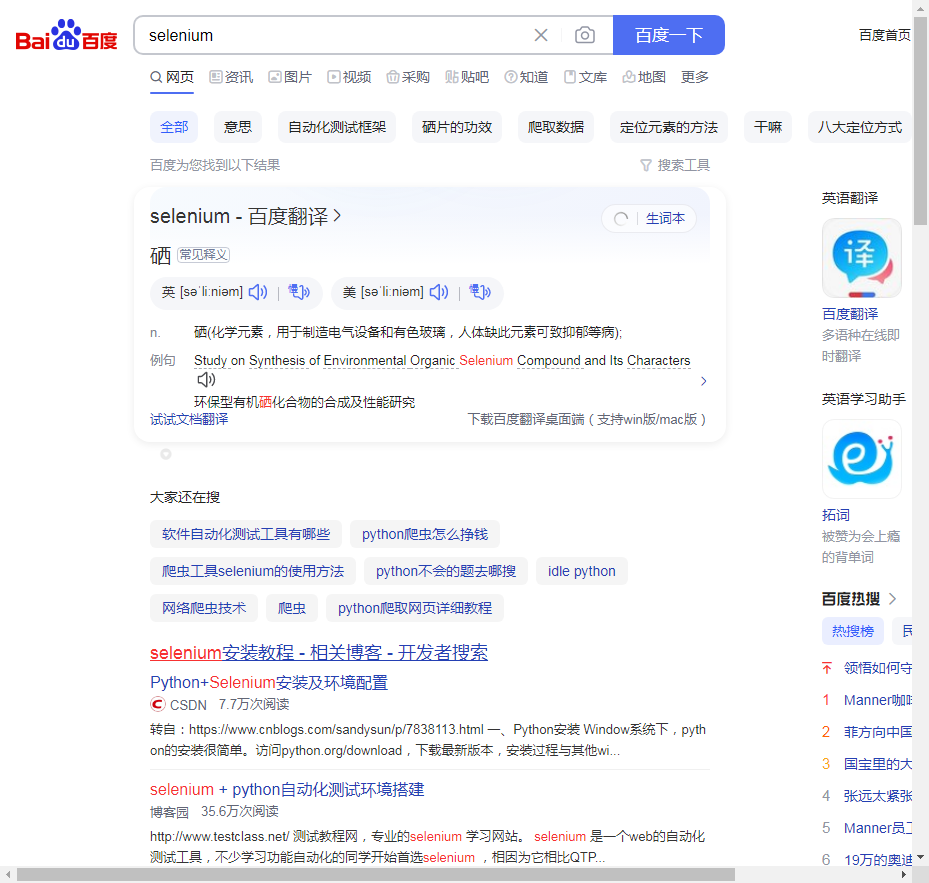 Bai du 百度
selenium
百度一下
百度首页
网页 资讯 图片 视频 采购 贴吧 知道 文库 地图 更多
全部 意思 自动化测试框架 硒片的功效 爬取数据 定位元素的方法 干嘛 八大定位方式
百度为您找到以下结果
搜索工具
selenium - 百度翻译
生词本
硒 常见释义
英 [səˈliːniəm] 慢 美 [səˈliːniəm] 慢
n. 硒(化学元素，用于制造电气设备和有色玻璃，人体缺此元素可致抑郁等病);
例句 Study on Synthesis of Environmental Organic Selenium Compound and Its Characters
环保型有机硒化合物的合成及性能研究
试试文档翻译
下载百度翻译桌面端（支持win版/mac版）
大家还在搜
软件自动化测试工具有哪些 python爬虫怎么挣钱
爬虫工具selenium的使用方法 python不会的题去哪搜 idle python
网络爬虫技术 爬虫 python爬取网页详细教程
selenium安装教程 - 相关博客 - 开发者搜索
Python+Selenium安装及环境配置
CSDN 7.7万次阅读
转自：https://www.cnblogs.com/sandysun/p/7838113.html 一、Python安装 Window系统下，pyth
on的安装很简单。访问python.org/download，下载最新版本，安装过程与其他wi...
selenium + python自动化测试环境搭建
博客园 35.6万次阅读
http://www.testclass.net/ 测试教程网，专业的selenium 学习网站。 selenium 是一个web的自动化
测试工具，不少学习功能自动化的同学开始首选selenium ，相因为它相比QTP...
英语翻译
译
百度翻译
多语种在线即
时翻译
英语学习助手
拓词
被赞为会上瘾
的背单词
百度热搜
热搜榜
领悟如何守
1 Manner咖
2 菲方向中国
3 国宝里的大
4 张远太紧张
5 Manner员工
6 19万的奥迪